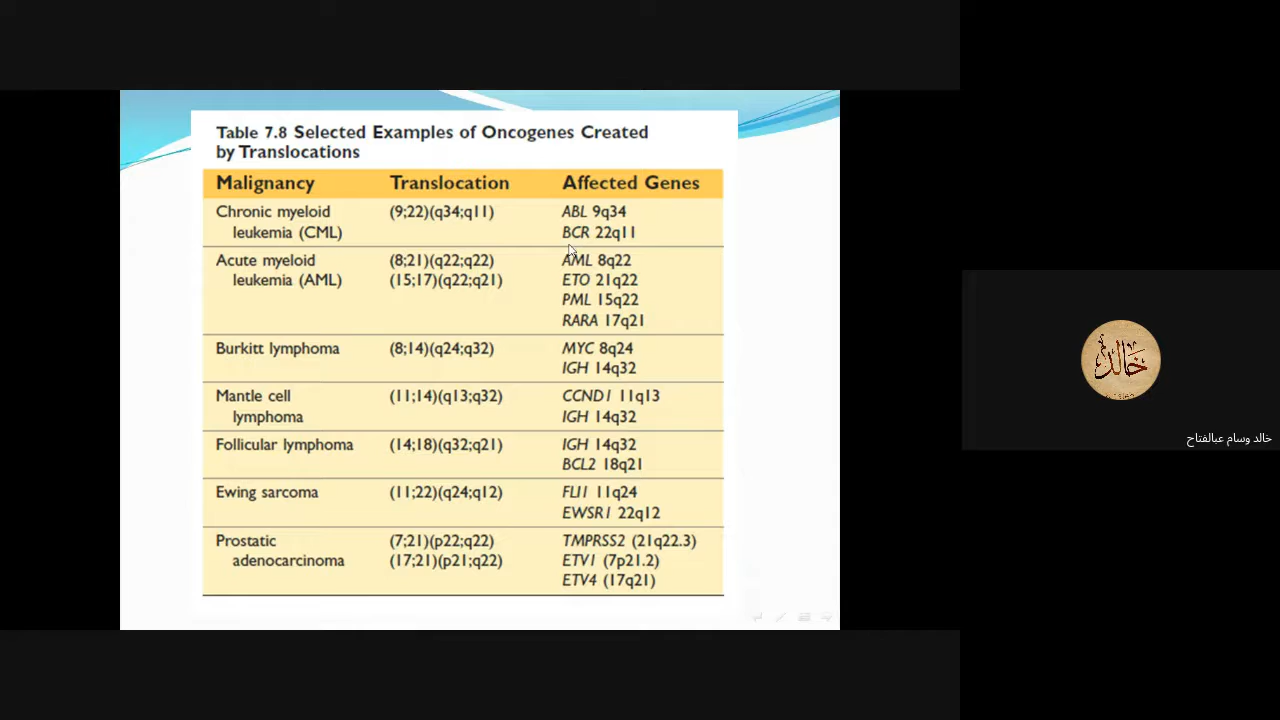 Table 7.8 Selected Examples of Oncogenes Created
by Translocations
Malignancy Translocation Affected Genes
Chronic myeloid (9;22)(q34;q11) ABL 9q34
leukemia (CML) BCR 22q11
Acute myeloid (8;21)(q22;q22) AML 8q22
leukemia (AML) (15;17)(q22;q21) ETO 21q22
PML 15q22
RARA 17q21
Burkitt lymphoma (8;14)(q24;q32) MYC 8q24
IGH 14q32
Mantle cell (11;14)(q13;q32) CCND1 11q13
lymphoma IGH 14q32
Follicular lymphoma (14;18)(q32;q21) IGH 14q32
BCL2 18q21
Ewing sarcoma (11;22)(q24;q12) FLI1 11q24
EWSR1 22q12
Prostatic (7;21)(p22;q22) TMPRSS2 (21q22.3)
adenocarcinoma (17;21)(p21;q22) ETV1 (7p21.2)
ETV4 (17q21)
خالد
خالد وسام عبالفتاح